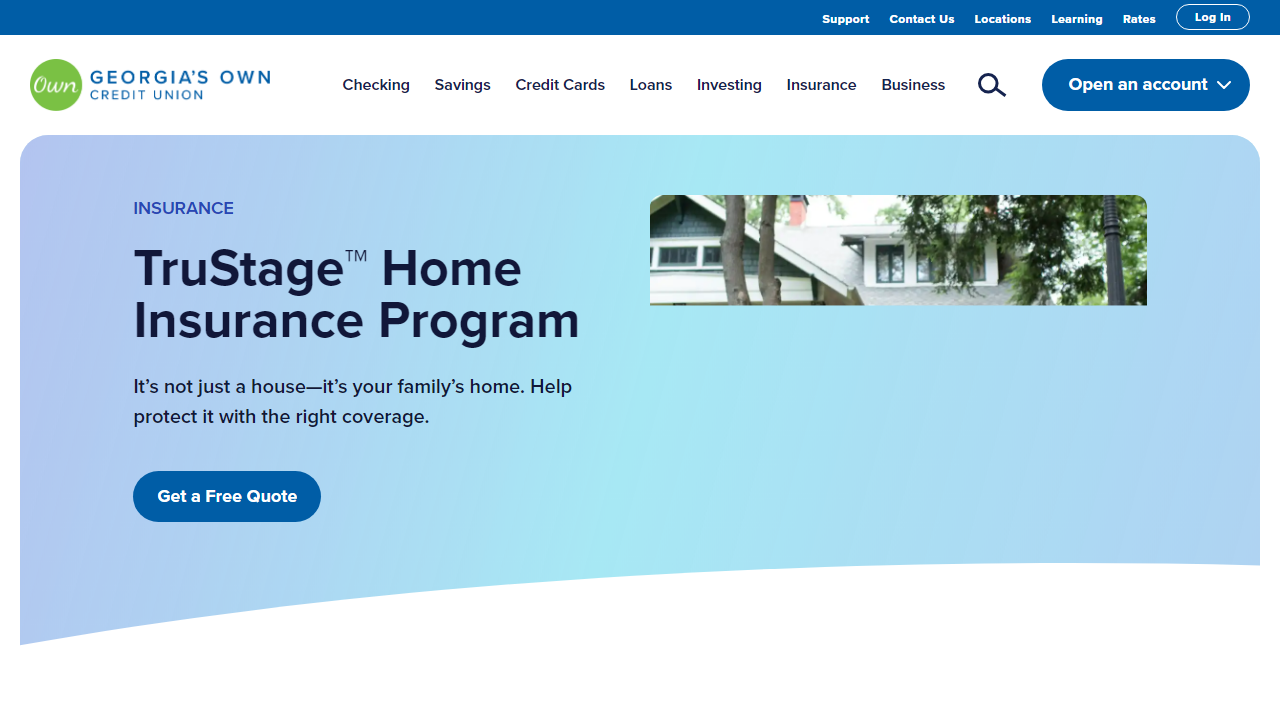 Support Contact Us Locations Learning Rates Log In
Own GEORGIA'S OWN
CREDIT UNION
Checking Savings Credit Cards Loans Investing Insurance Business Open an account
INSURANCE
TruStage™ Home
Insurance Program
It’s not just a house—it’s your family’s home. Help
protect it with the right coverage.
Get a Free Quote